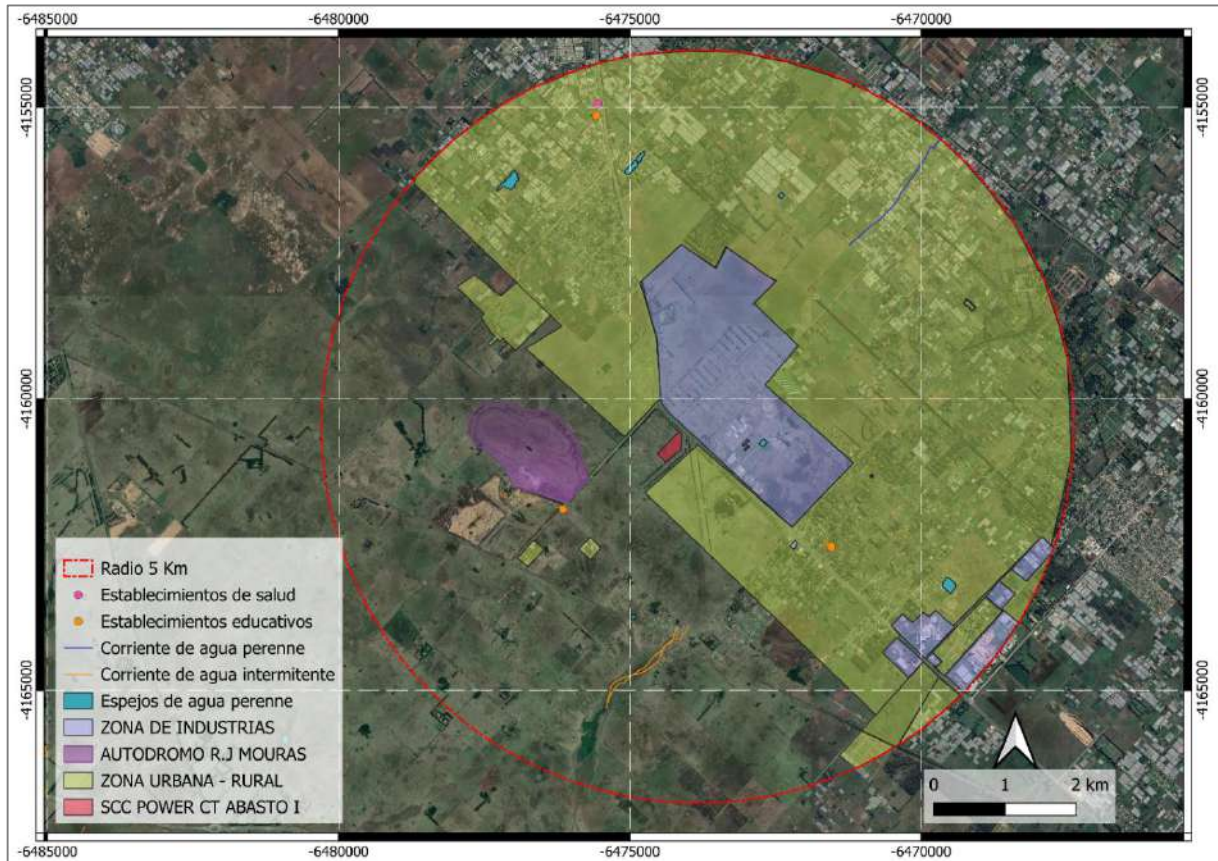 -6485000 -6480000 -6475000 -6470000
-4155000 -4155000
-4160000 -4160000
-4165000 -4165000
Radio 5 Km
Establecimientos de salud
Establecimientos educativos
Corriente de agua perenne
Corriente de agua intermitente
Espejos de agua perenne
ZONA DE INDUSTRIAS
AUTODROMO R.J MOURAS
ZONA URBANA - RURAL
SCC POWER CT ABASTO I
0 1 2 km
-6485000 -6480000 -6475000 -6470000